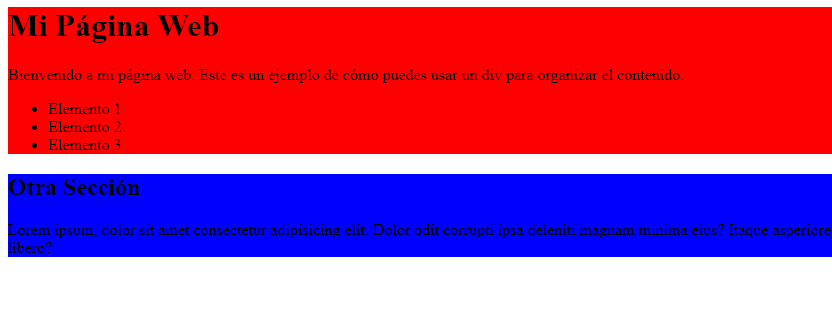 Mi Página Web
Bienvenido a mi página web. Este es un ejemplo de cómo puedes usar un div para organizar el contenido.
Elemento 1
Elemento 2
Elemento 3
Otra Sección
Lorem ipsum, dolor sit amet consectetur adipisicing elit. Dolor odit corrupti ipsa deleniti magnam minima eius? Itaque asperiore
libero?